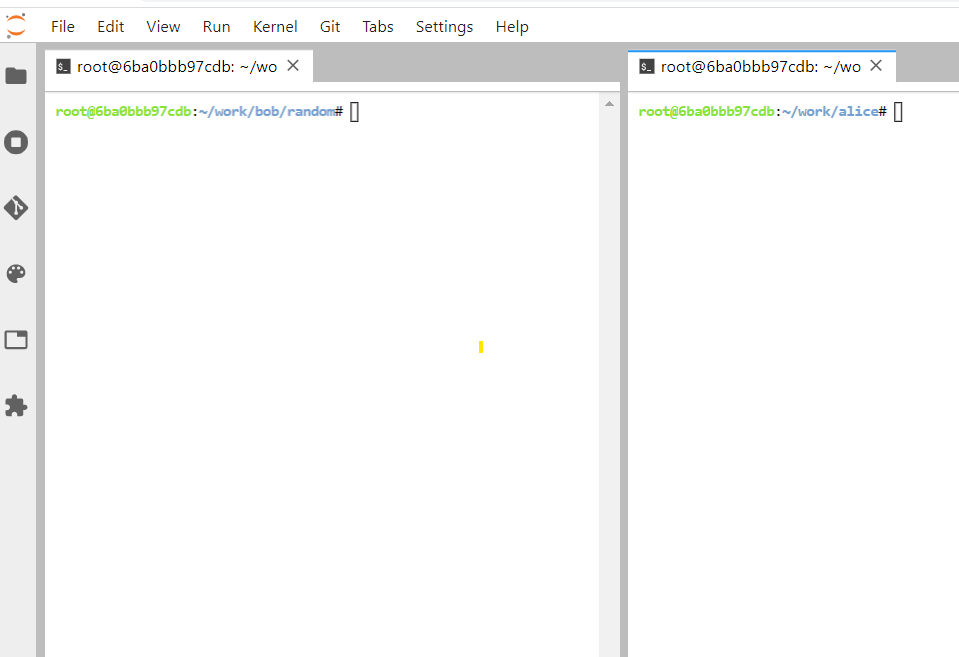 File Edit View Run Kernel Git Tabs Settings Help
root@6ba0bbb97cdb: ~/wo
root@6ba0bbb97cdb: ~/wo
root@6ba0bbb97cdb:~/work/bob/random#
root@6ba0bbb97cdb:~/work/alice#